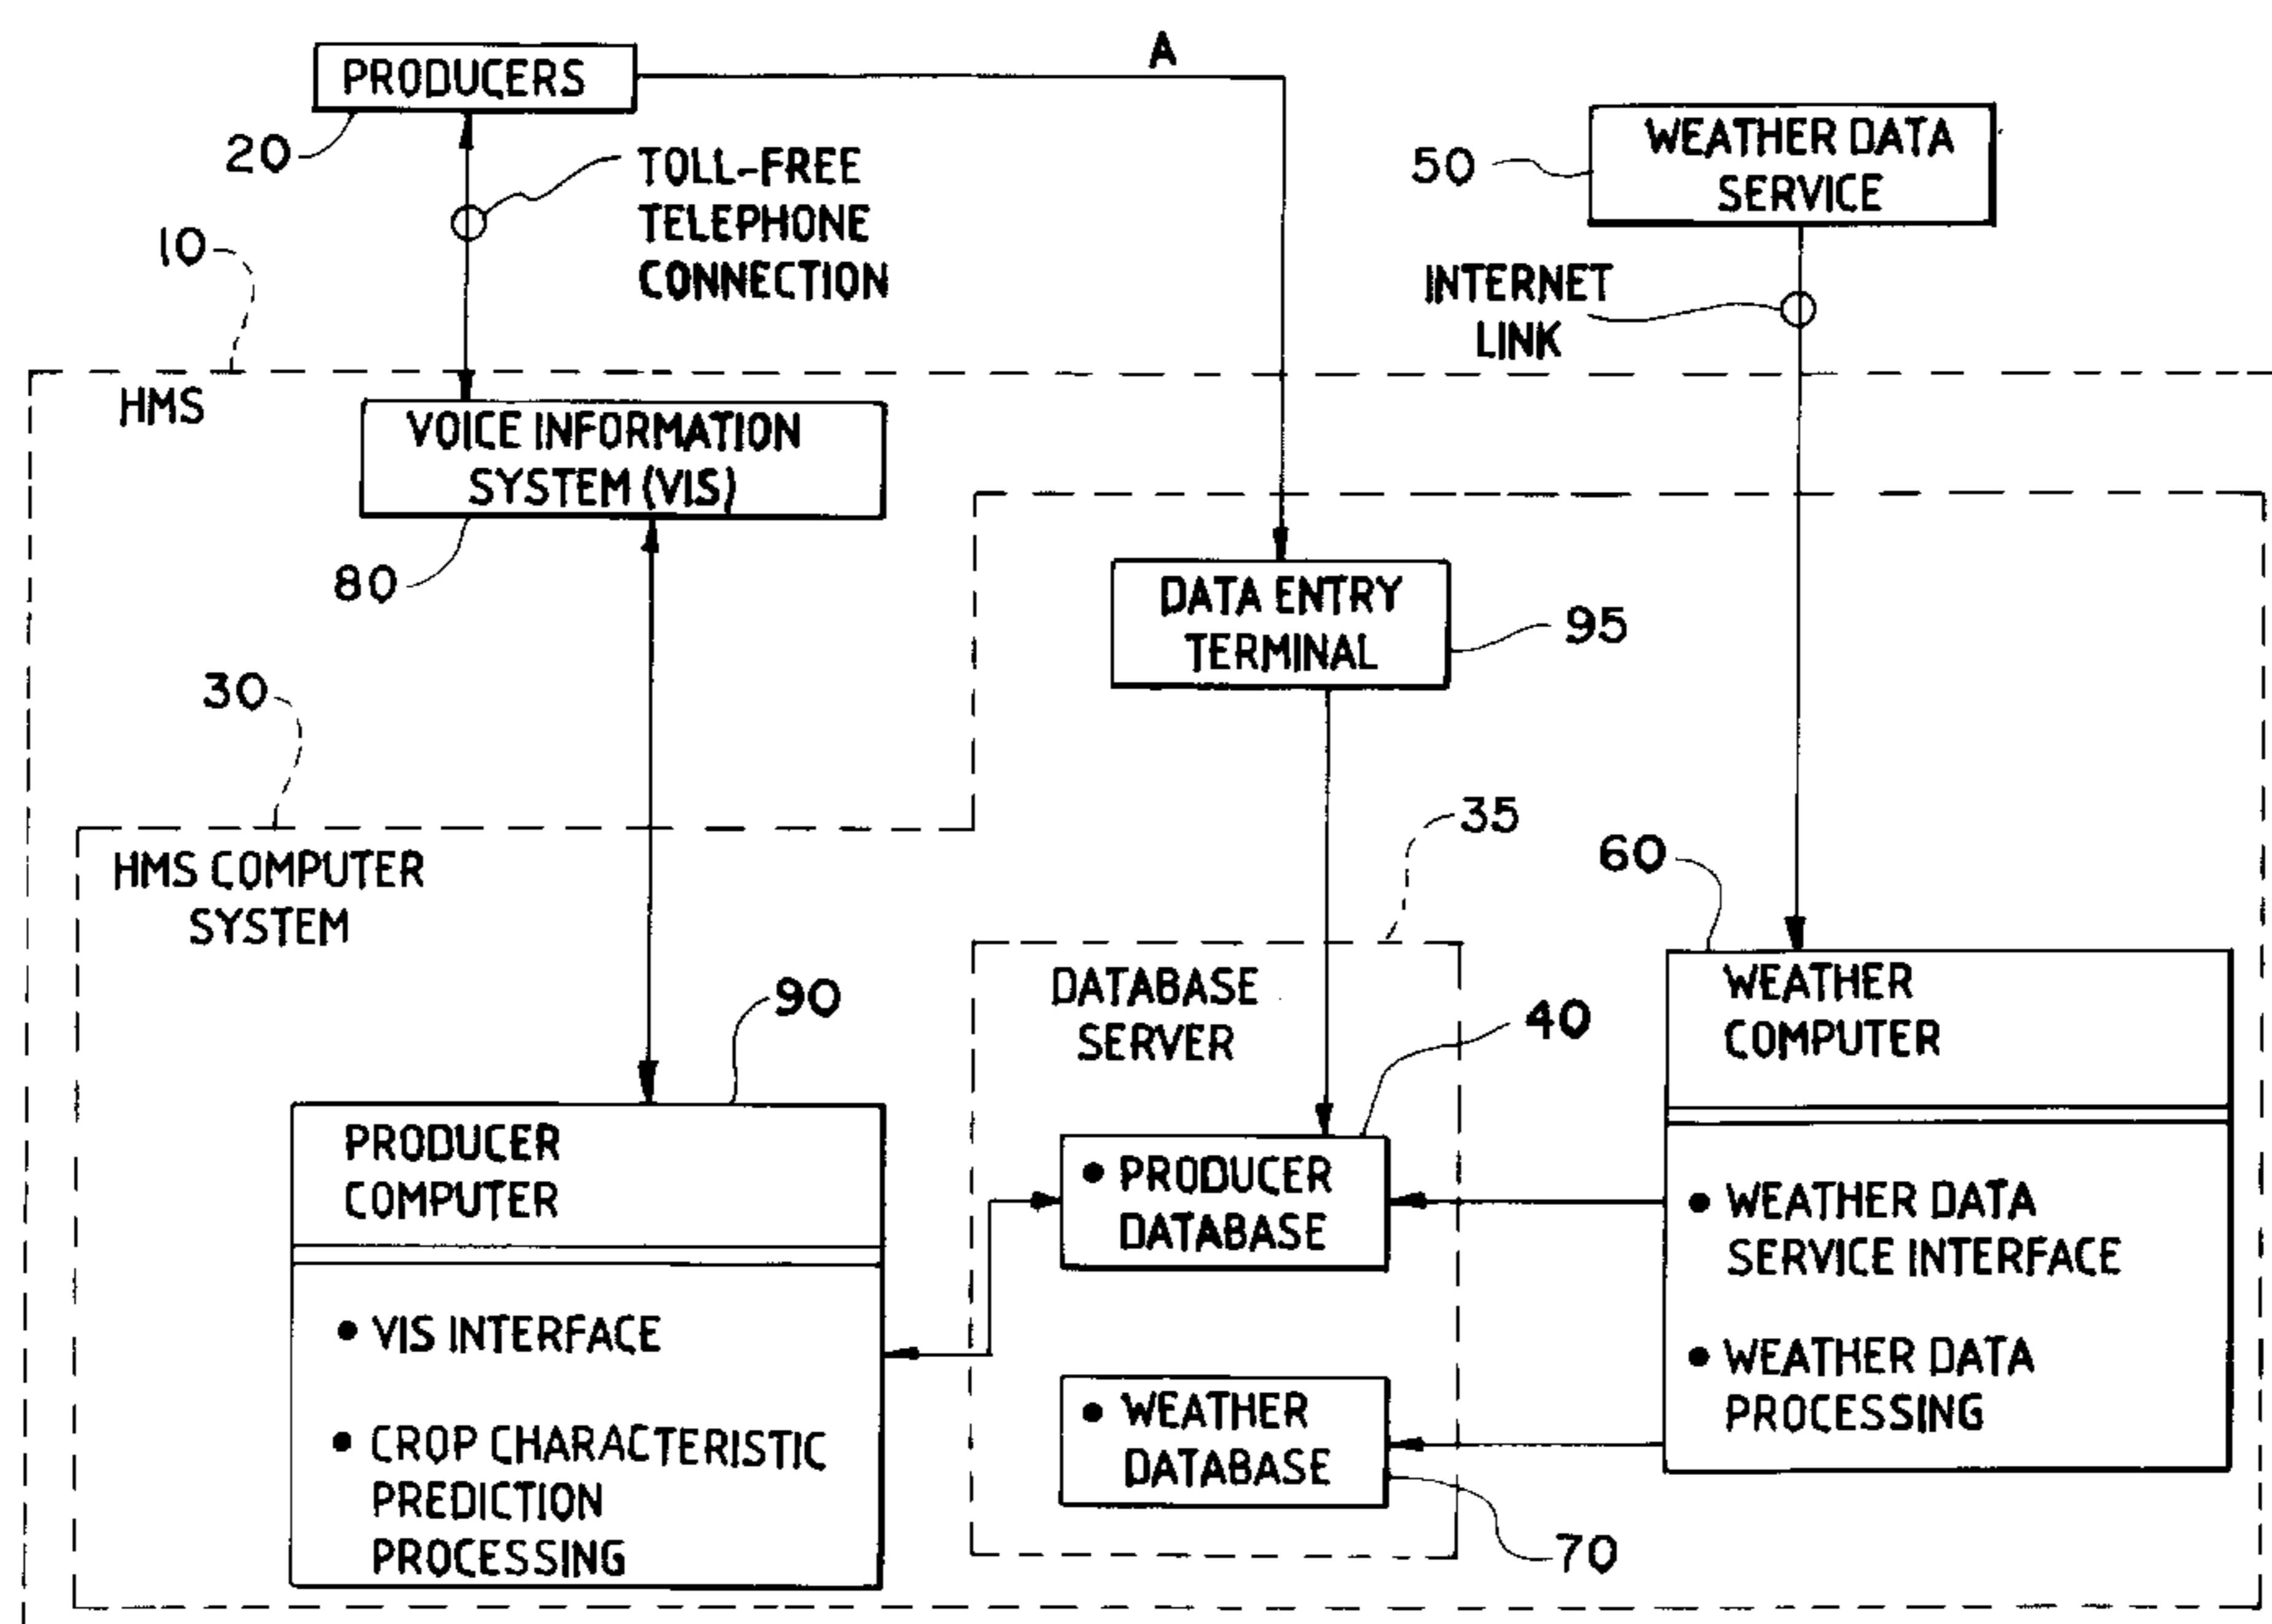 A
PRODUCERS
20
TOLL-FREE
TELEPHONE
CONNECTION
WEATHER DATA
SERVICE
50
INTERNET
LINK
10
HMS
VOICE INFORMATION
SYSTEM (VIS)
80
DATA ENTRY
TERMINAL
95
30
HMS COMPUTER
SYSTEM
35
60
DATABASE
SERVER
40
WEATHER
COMPUTER
90
PRODUCER
COMPUTER
• PRODUCER
DATABASE
• WEATHER DATA
SERVICE INTERFACE
• VIS INTERFACE
• WEATHER DATA
PROCESSING
• WEATHER
DATABASE
• CROP CHARACTERISTIC
PREDICTION
PROCESSING
70